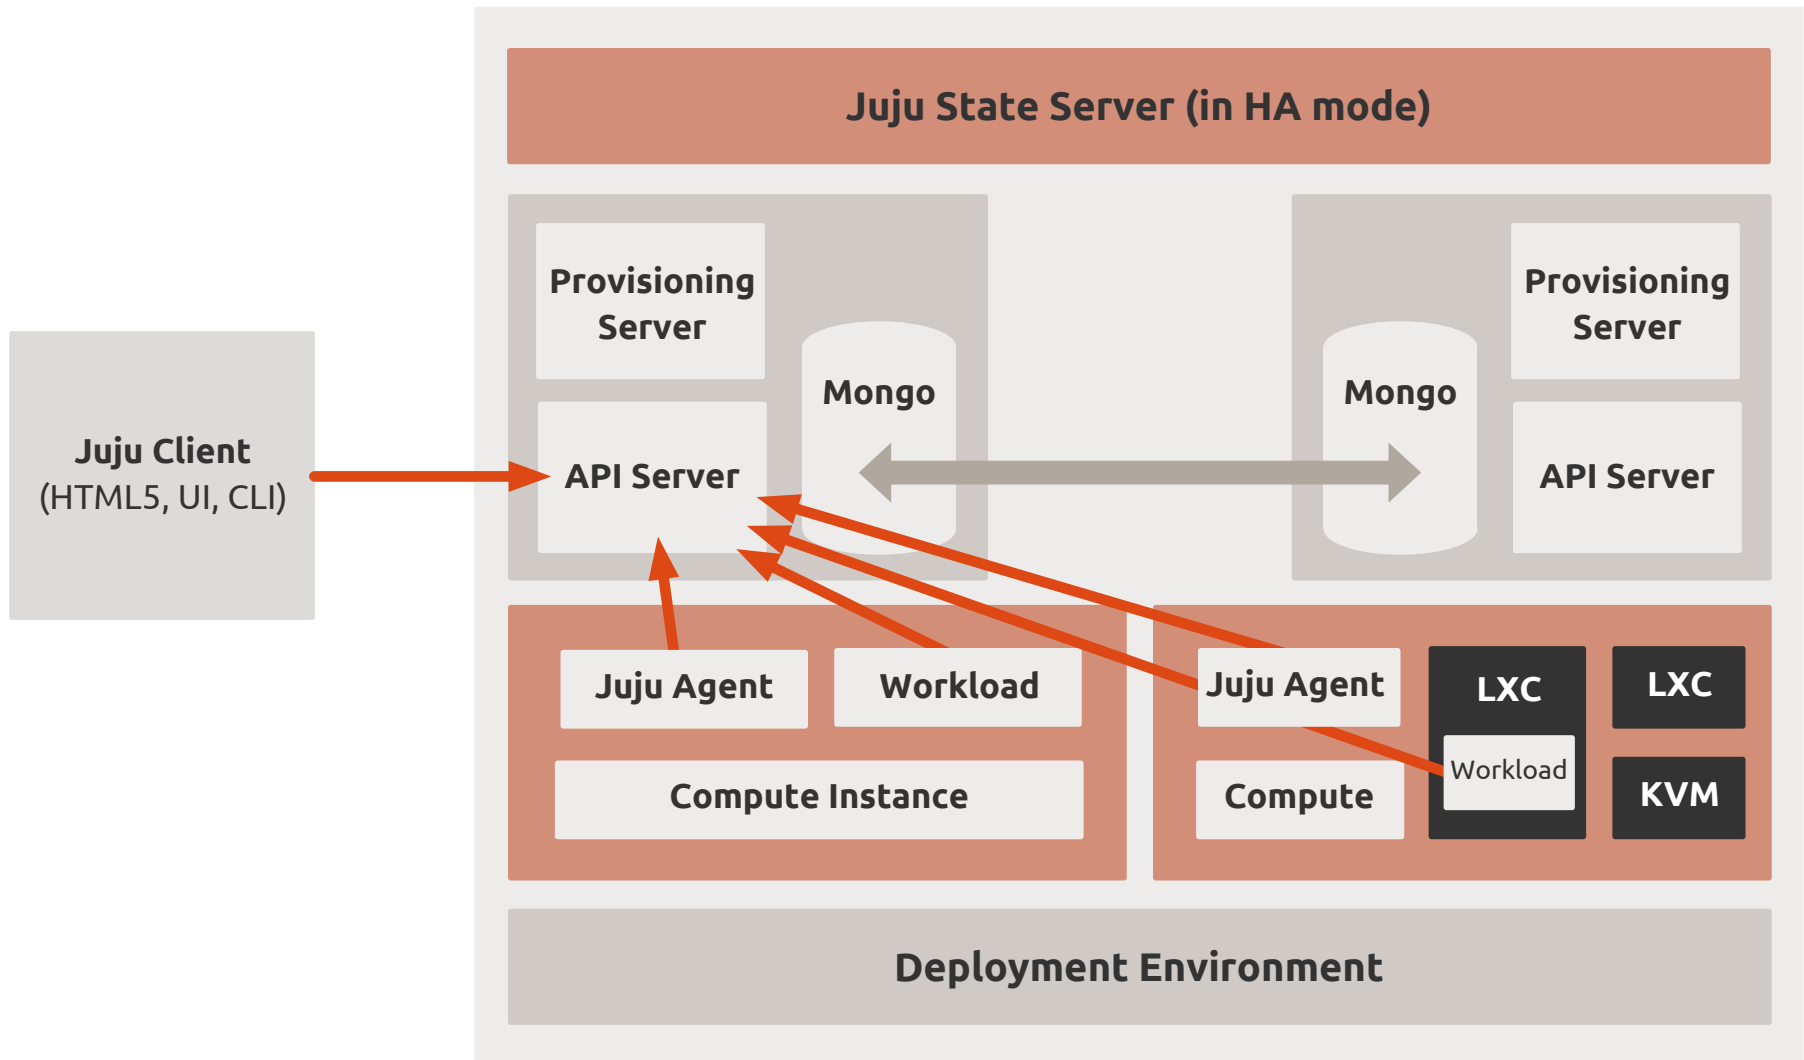 Juju State Server (in HA mode)
Provisioning
Server
Mongo
API Server
Mongo
Provisioning
Server
API Server
Juju Client
(HTML5, UI, CLI)
Juju Agent
Workload
Compute Instance
Juju Agent
Compute
LXC
Workload
LXC
KVM
Deployment Environment